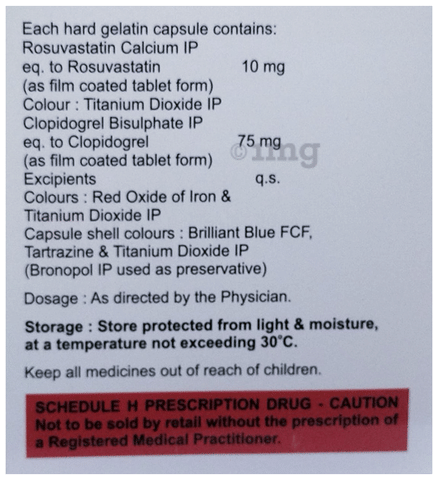 Each hard gelatin capsule contains:
Rosuvastatin Calcium IP
eq. to Rosuvastatin 10 mg
(as film coated tablet form)
Colour : Titanium Dioxide IP
Clopidogrel Bisulphate IP
eq. to Clopidogrel 75 mg
(as film coated tablet form)
Excipients q.s.
Colours : Red Oxide of Iron &
Titanium Dioxide IP
Capsule shell colours : Brilliant Blue FCF,
Tartrazine & Titanium Dioxide IP
(Bronopol IP used as preservative)
Dosage : As directed by the Physician.
Storage : Store protected from light & moisture,
at a temperature not exceeding 30°C.
Keep all medicines out of reach of children.
SCHEDULE H PRESCRIPTION DRUG - CAUTION
Not to be sold by retail without the prescription of
a Registered Medical Practitioner.